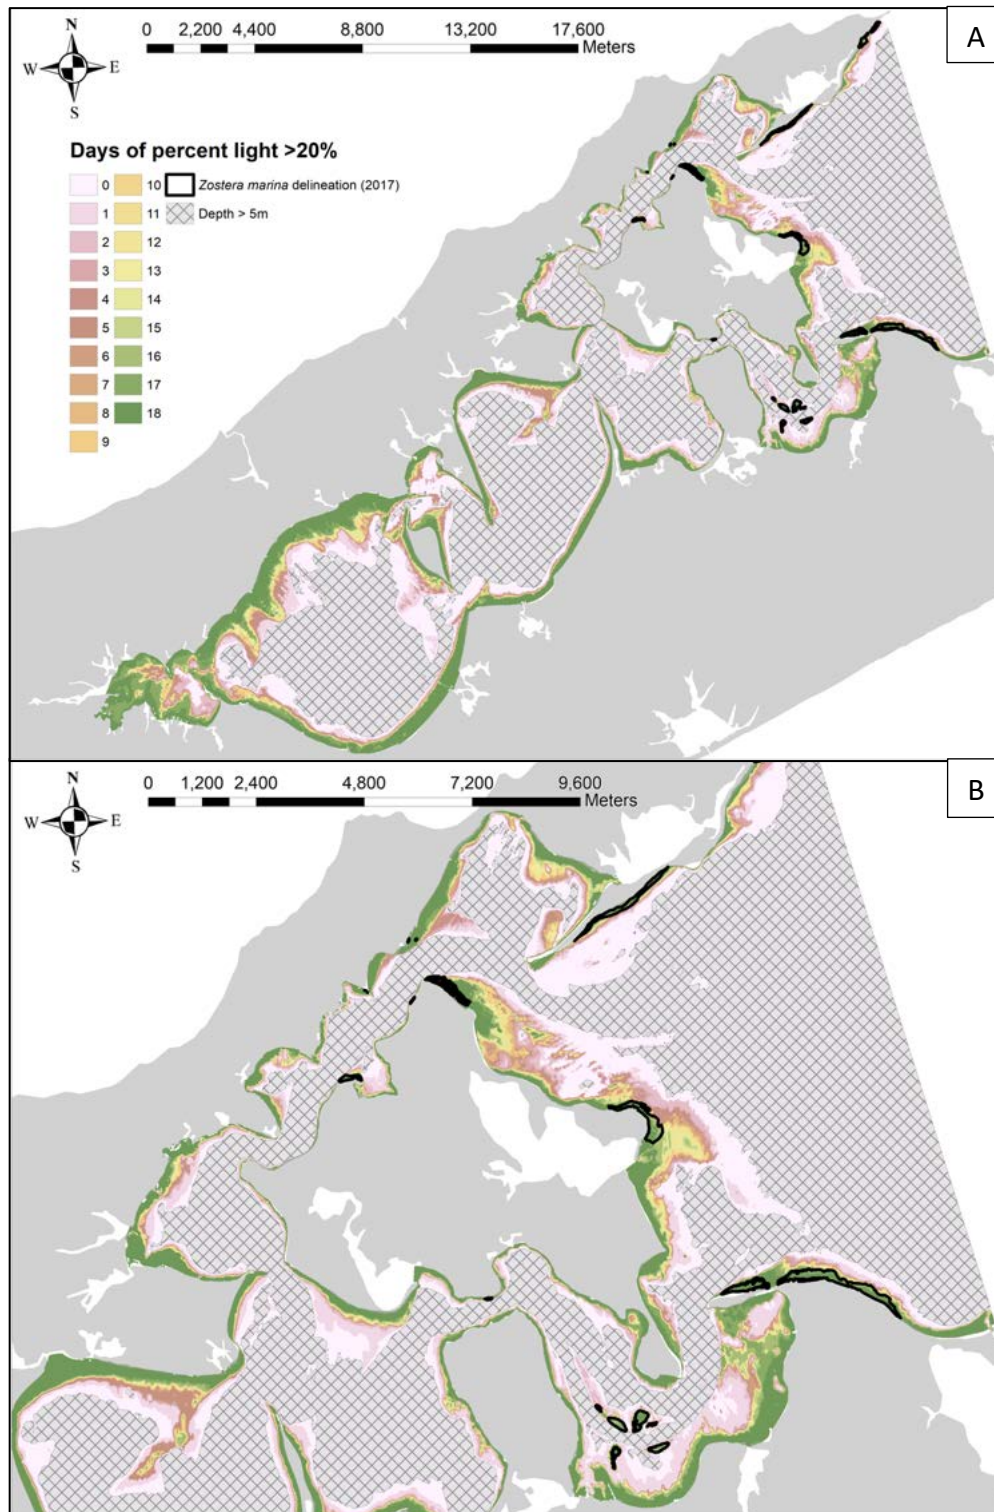 A
N
W E
S
0 2,200 4,400 8,800 13,200 17,600
Meters
Days of percent light >20%
0 10 Zostera marina delineation (2017)
1 11 Depth > 5m
2 12
3 13
4 14
5 15
6 16
7 17
8 18
9
B
N
W E
S
0 1,200 2,400 4,800 7,200 9,600
Meters